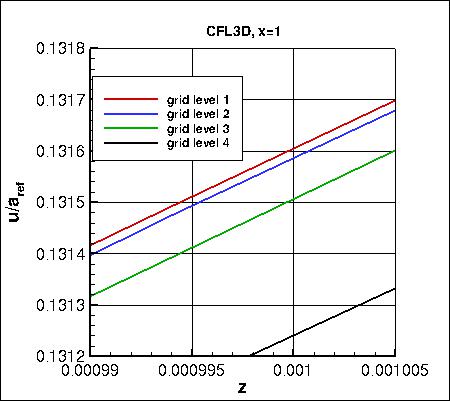 CFL3D, x=1
0.1318
0.1317
0.1316
0.1315
0.1314
0.1313
0.1312
u/a_ref
grid level 1
grid level 2
grid level 3
grid level 4
0.00099
0.000995
0.001
0.001005
z